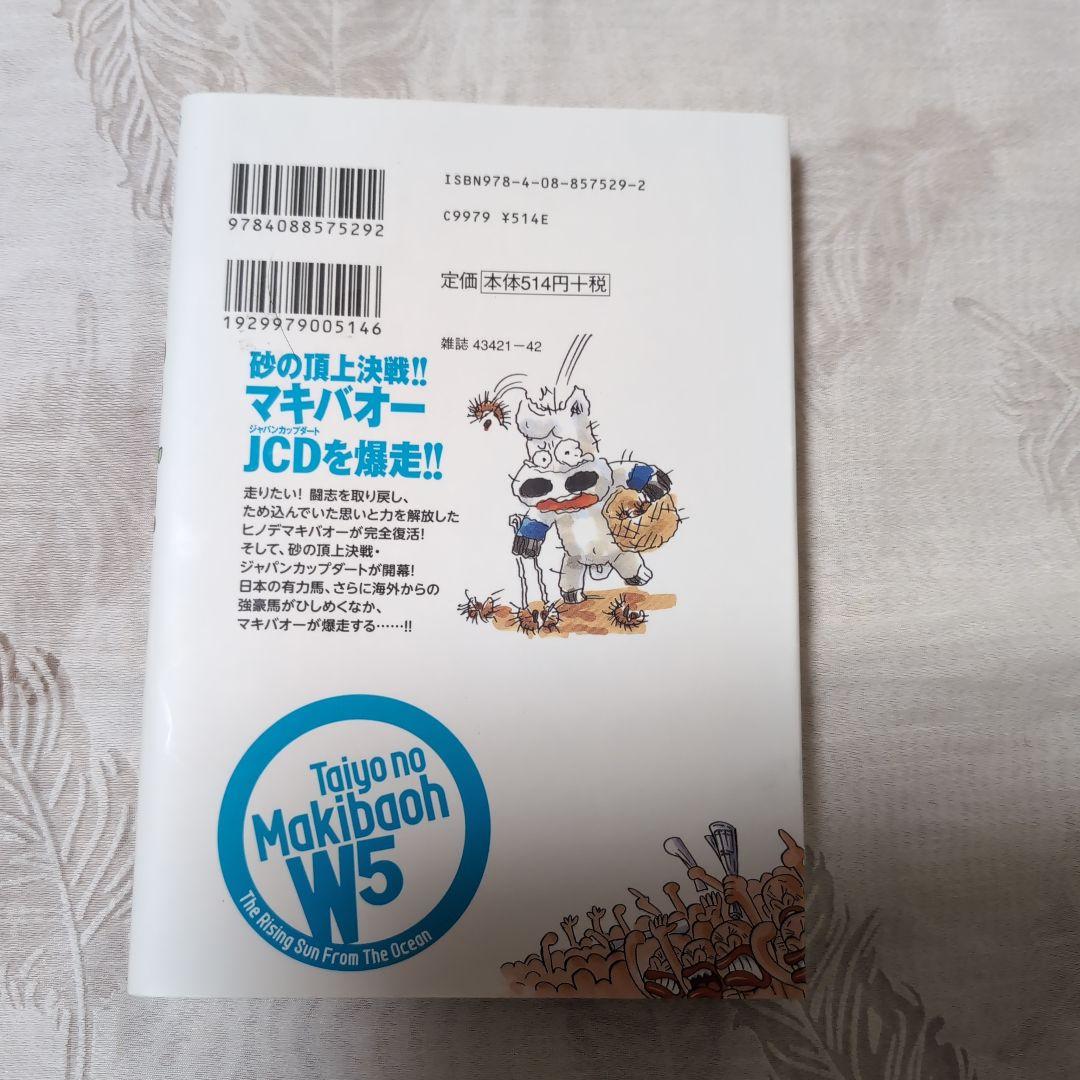 ISBN978-4-08-857529-2
C9979 ¥514E
9784088575292
定価 本体514円+税
1929979005146
雑誌 43421-42
砂の頂上決戦!!
マキバオー
ジャパンカップダート
JCDを爆走!!
走りたい! 闘志を取り戻し、
ため込んでいた思いと力を解放した
ヒノデマキバオーが完全復活!
そして、砂の頂上決戦・
ジャパンカップダートが開幕!
日本の有力馬、さらに海外からの
強豪馬がひしめくなか、
マキバオーが爆走する……!!
Taiyo no
Makibaoh
W5
The Rising Sun From The Ocean